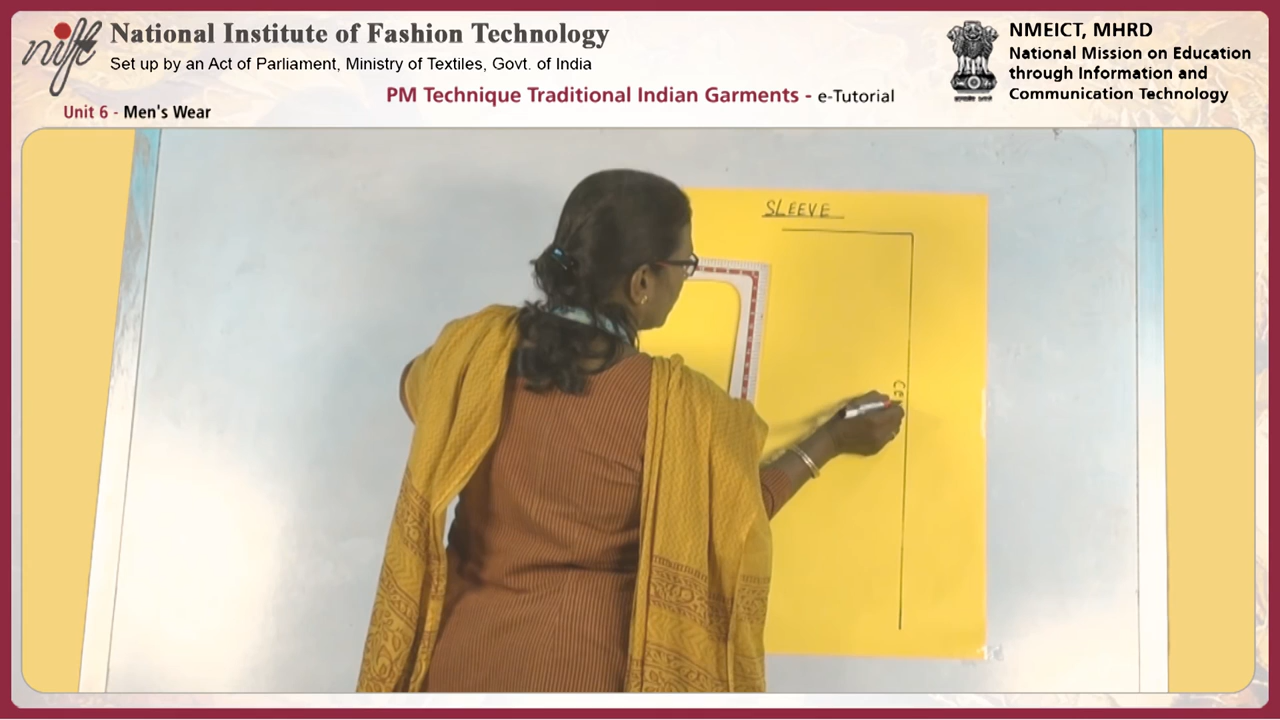 nift
National Institute of Fashion Technology
Set up by an Act of Parliament, Ministry of Textiles, Govt. of India
NMEICT, MHRD
National Mission on Education
through Information and
Communication Technology
PM Technique Traditional Indian Garments - e-Tutorial
Unit 6 - Men's Wear
SLEEVE
Ce